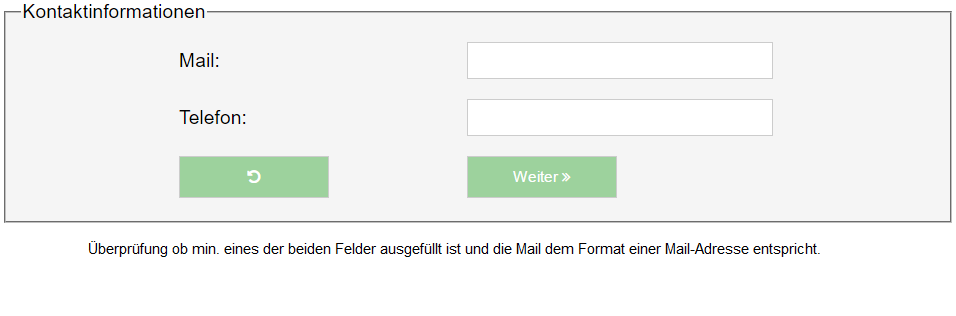 Kontaktinformationen
Mail:
Telefon:
Weiter »
Überprüfung ob min. eines der beiden Felder ausgefüllt ist und die Mail dem Format einer Mail-Adresse entspricht.